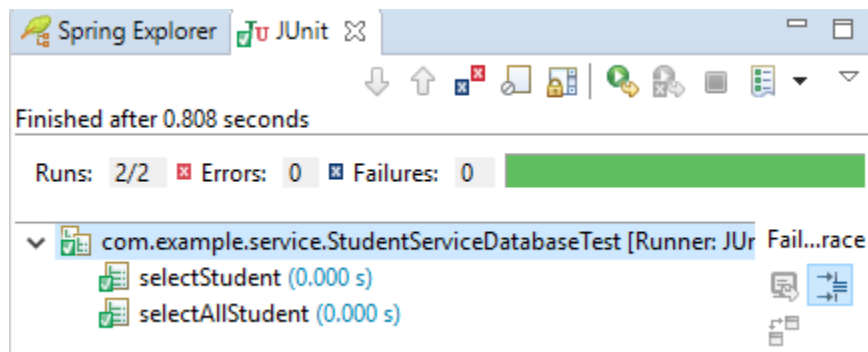 Spring Explorer JUnit
Finished after 0.808 seconds
Runs: 2/2 Errors: 0 Failures: 0
com.example.service.StudentServiceDatabaseTest [Runner: JUr Fail...race
selectStudent (0.000 s)
selectAllStudent (0.000 s)